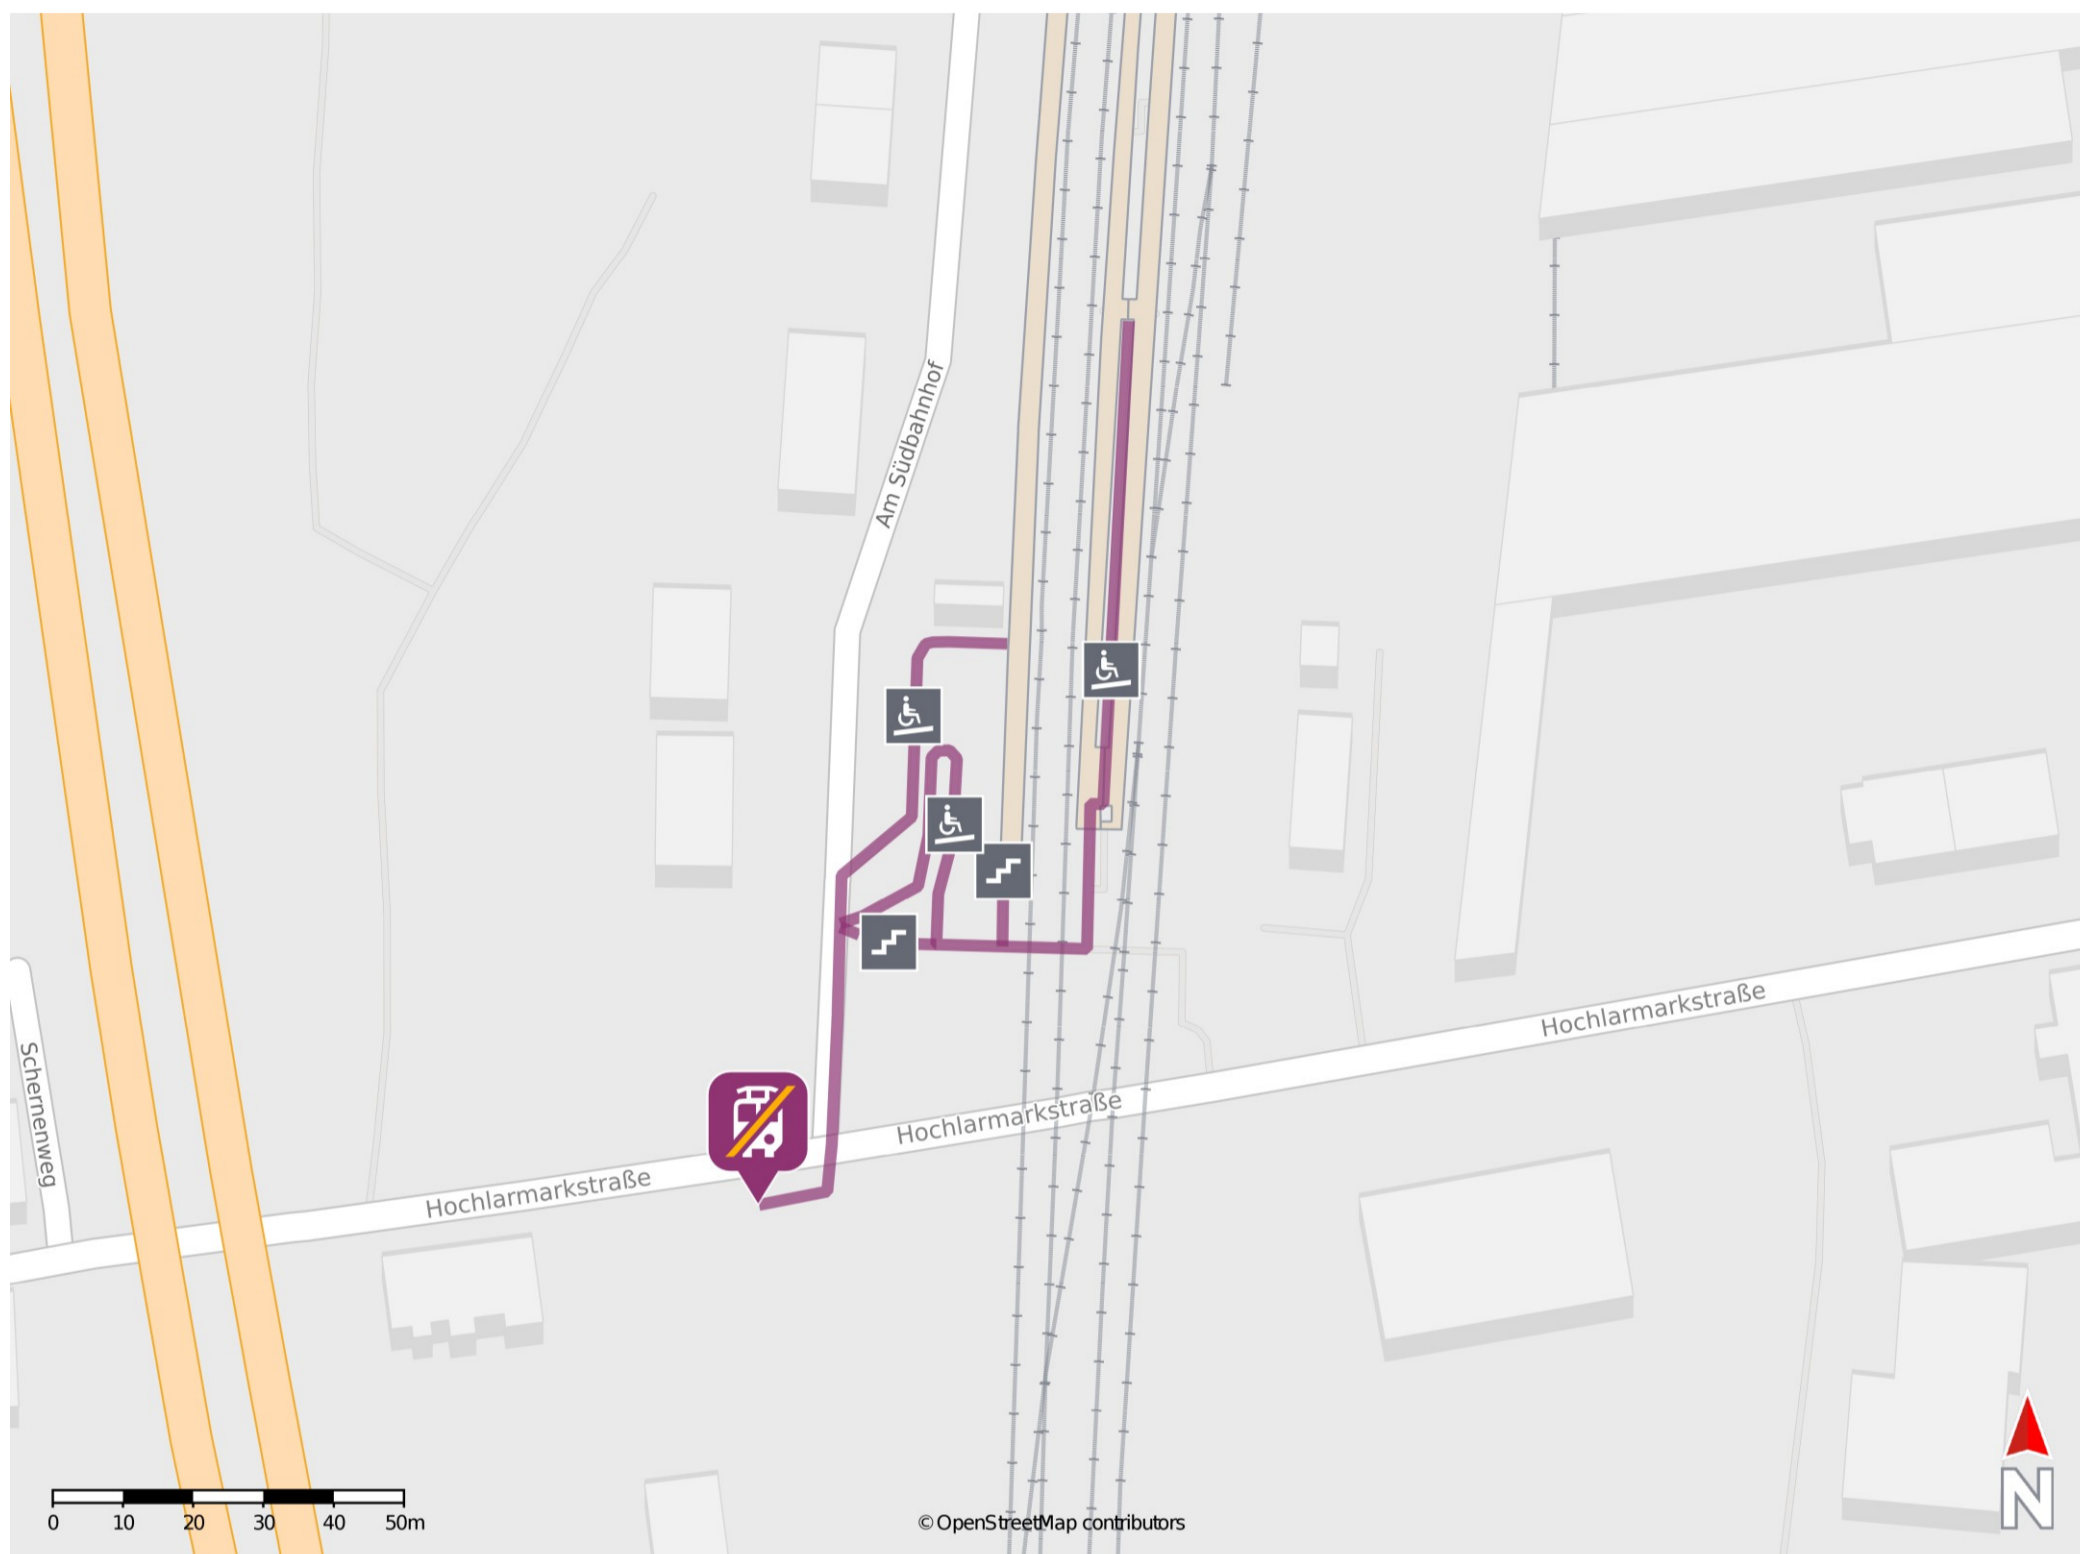 Am Südbahnhof
Hochlarmarkstraße
Schernenweg
Hochlarmarkstraße
Hochlarmarkstraße
0 10 20 30 40 50m
© OpenStreetMap contributors
N